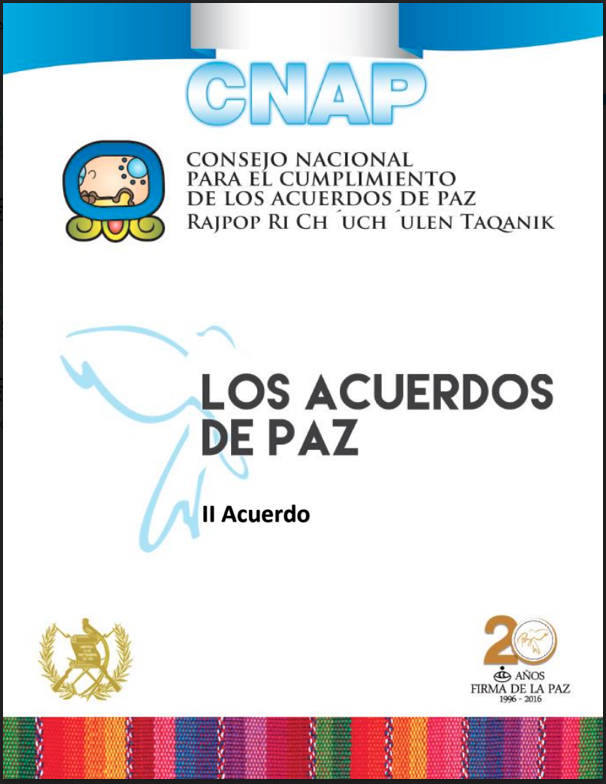 CNAP
CONSEJO NACIONAL
PARA EL CUMPLIMIENTO
DE LOS ACUERDOS DE PAZ
RAJPOP RI CH ´UCH ´ULEN TAQANIK
LOS ACUERDOS
DE PAZ
II Acuerdo
20
AÑOS
FIRMA DE LA PAZ
1996 - 2016